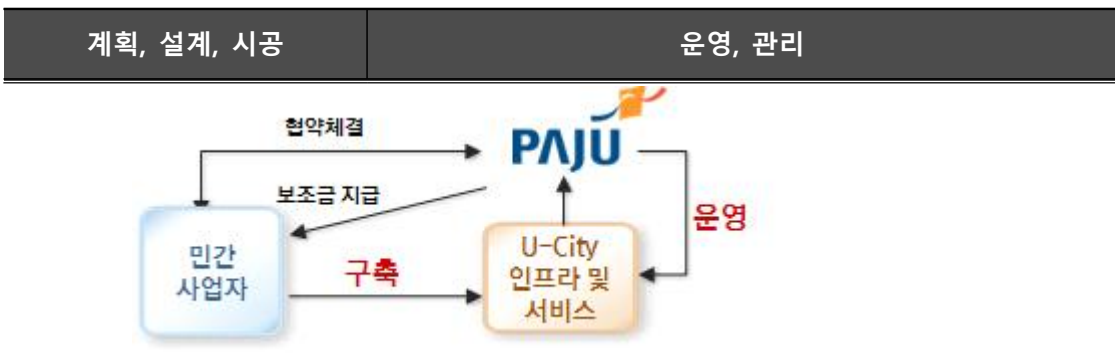 계획, 설계, 시공
운영, 관리
협약체결
PAJU
보조금 지급
운영
민간
사업자
구축
U-City
인프라 및
서비스